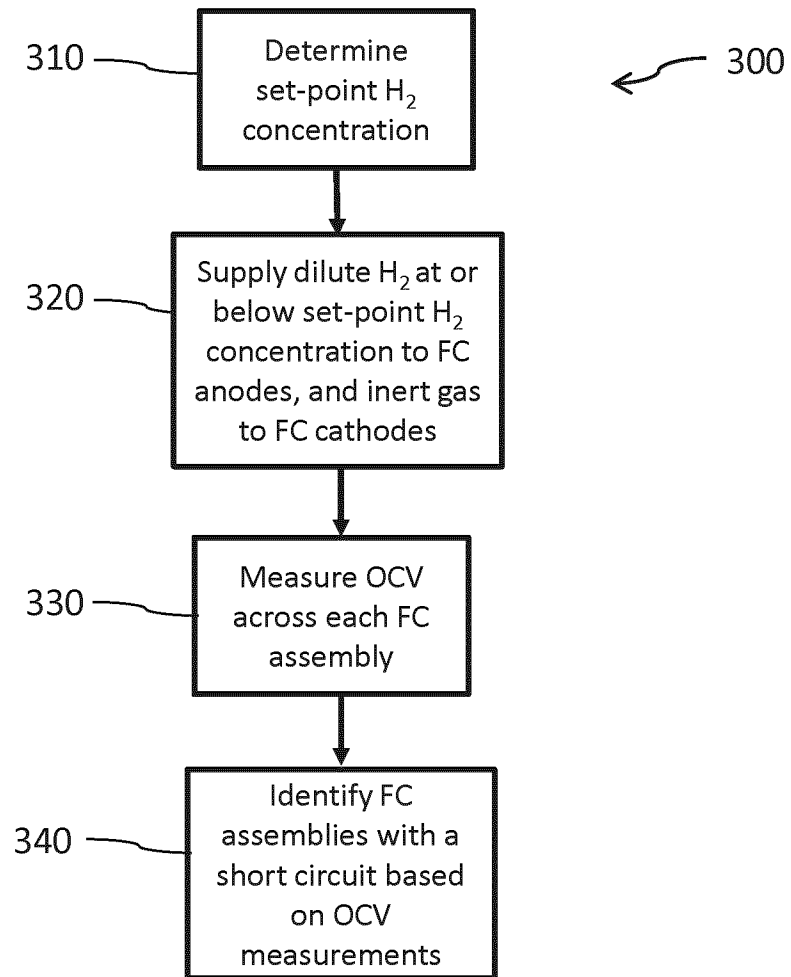 310
Determine
set-point H₂
concentration
300
320
Supply dilute H₂ at or
below set-point H₂
concentration to FC
anodes, and inert gas
to FC cathodes
330
Measure OCV
across each FC
assembly
340
Identify FC
assemblies with a
short circuit based
on OCV
measurements